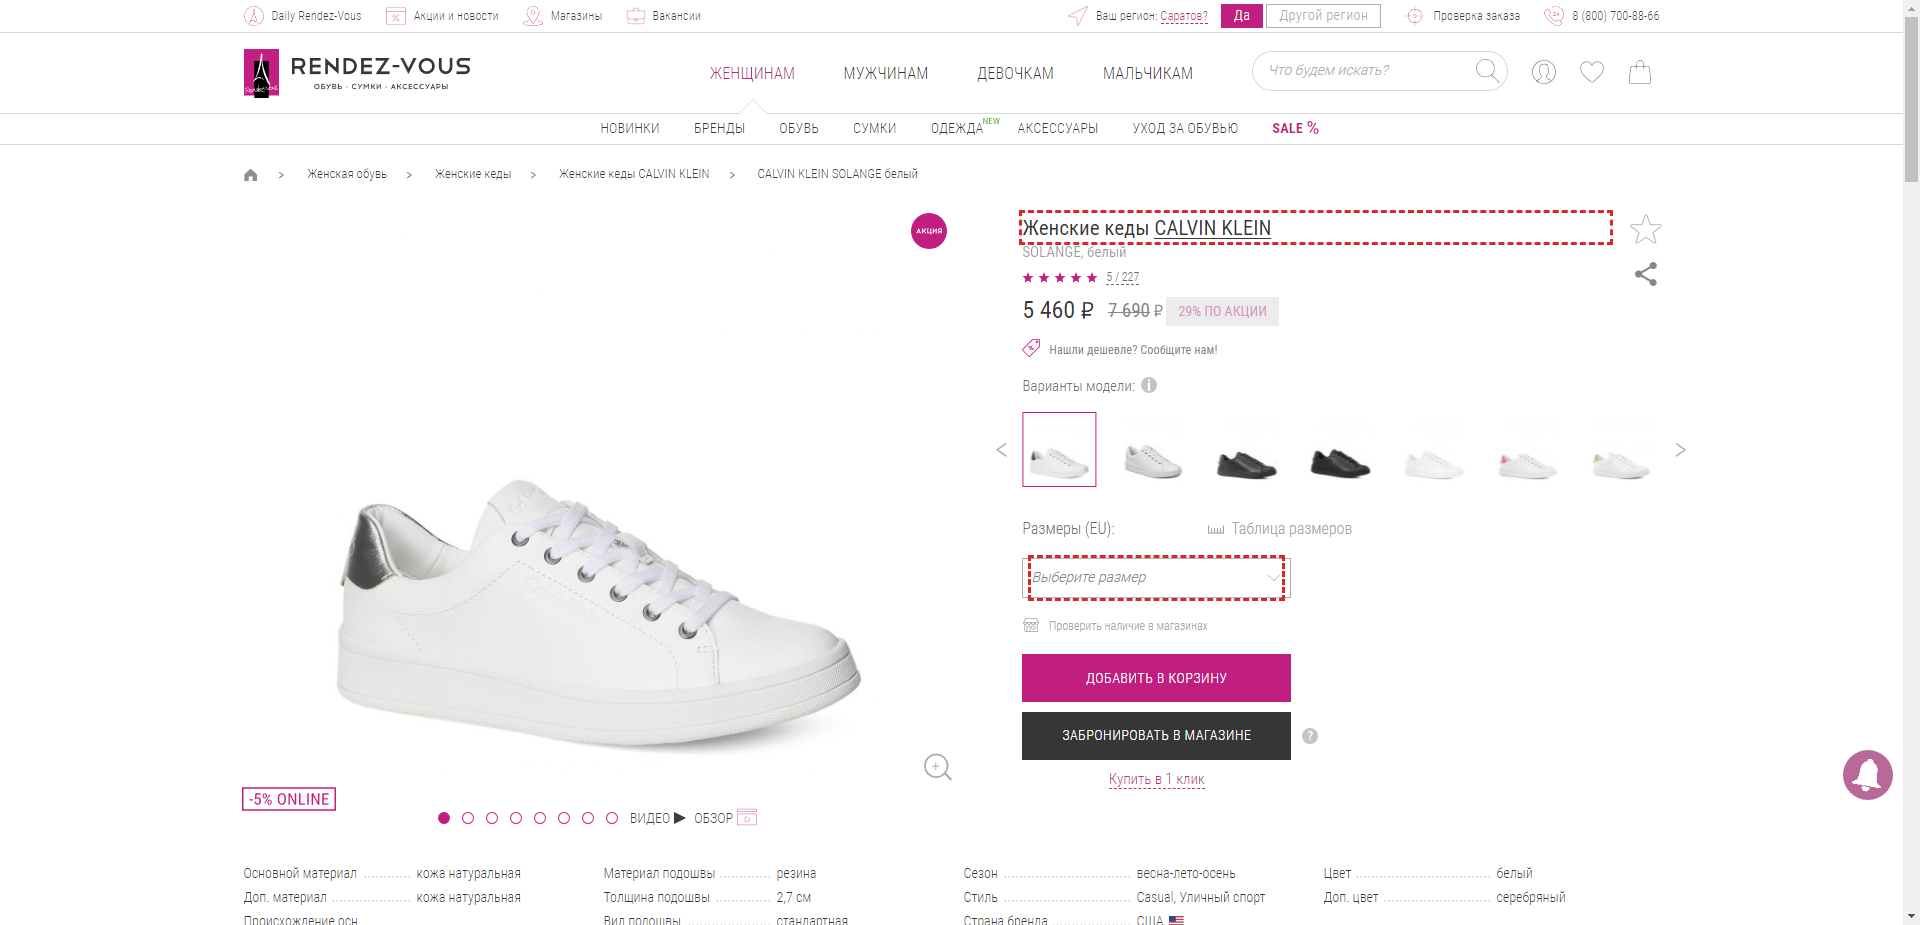 Daily Rendez-Vous Акции и новости Магазины Вакансии Ваш регион: Саратов? Да Другой регион Проверка заказа 8 (800) 700-88-66
RENDEZ-VOUS
ОБУВЬ · СУМКИ · АКСЕССУАРЫ
ЖЕНЩИНАМ МУЖЧИНАМ ДЕВОЧКАМ МАЛЬЧИКАМ Что будем искать?
НОВИНКИ БРЕНДЫ ОБУВЬ СУМКИ ОДЕЖДА NEW АКСЕССУАРЫ УХОД ЗА ОБУВЬЮ SALE %
> Женская обувь > Женские кеды > Женские кеды CALVIN KLEIN > CALVIN KLEIN SOLANGE белый
АКЦИЯ
Женские кеды CALVIN KLEIN
SOLANGE, белый
5 / 227
5 460 ₽ 7 690 ₽ 29% ПО АКЦИИ
Нашли дешевле? Сообщите нам!
Варианты модели:
Размеры (EU): Таблица размеров
Выберите размер
Проверить наличие в магазинах
ДОБАВИТЬ В КОРЗИНУ
ЗАБРОНИРОВАТЬ В МАГАЗИНЕ ?
Купить в 1 клик
-5% ONLINE
ВИДЕО ОБЗОР
Основной материал кожа натуральная Материал подошвы резина Сезон весна-лето-осень Цвет белый
Доп. материал кожа натуральная Толщина подошвы 2,7 см Стиль Casual, Уличный спорт Доп. цвет серебряный
Происхождение осн. Вид подошвы стандартная Страна бренда США